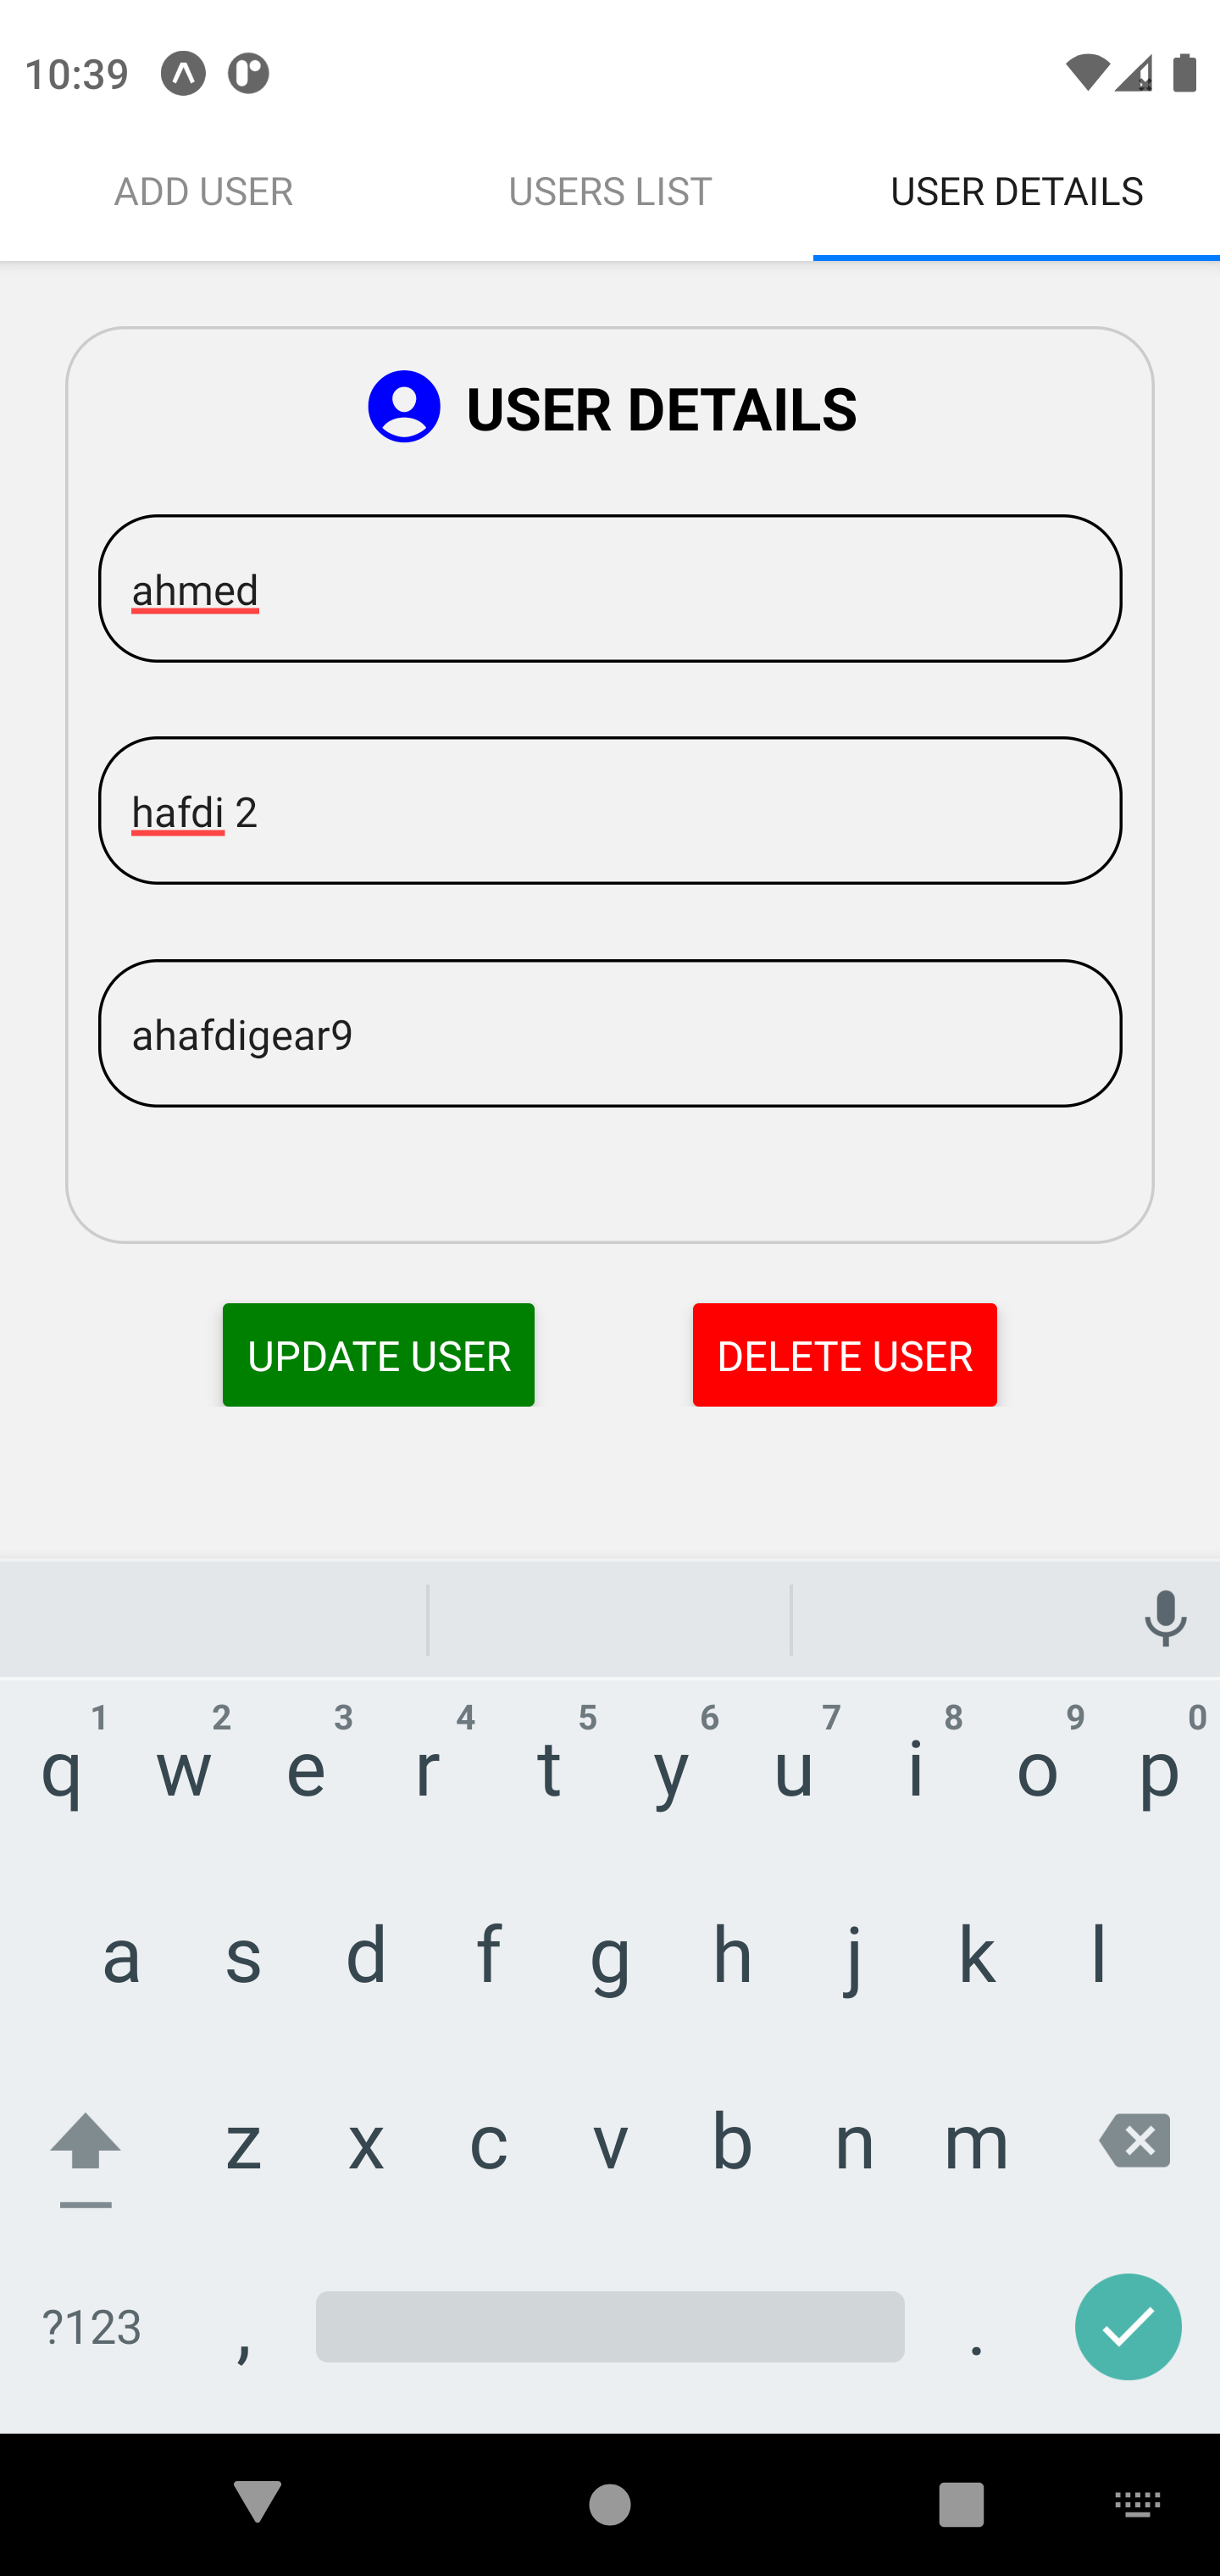 10:39
ADD USER USERS LIST USER DETAILS
USER DETAILS
ahmed
hafdi 2
ahafdigear9
UPDATE USER DELETE USER
1 2 3 4 5 6 7 8 9 0
q w e r t y u i o p
a s d f g h j k l
z x c v b n m
?123 , .